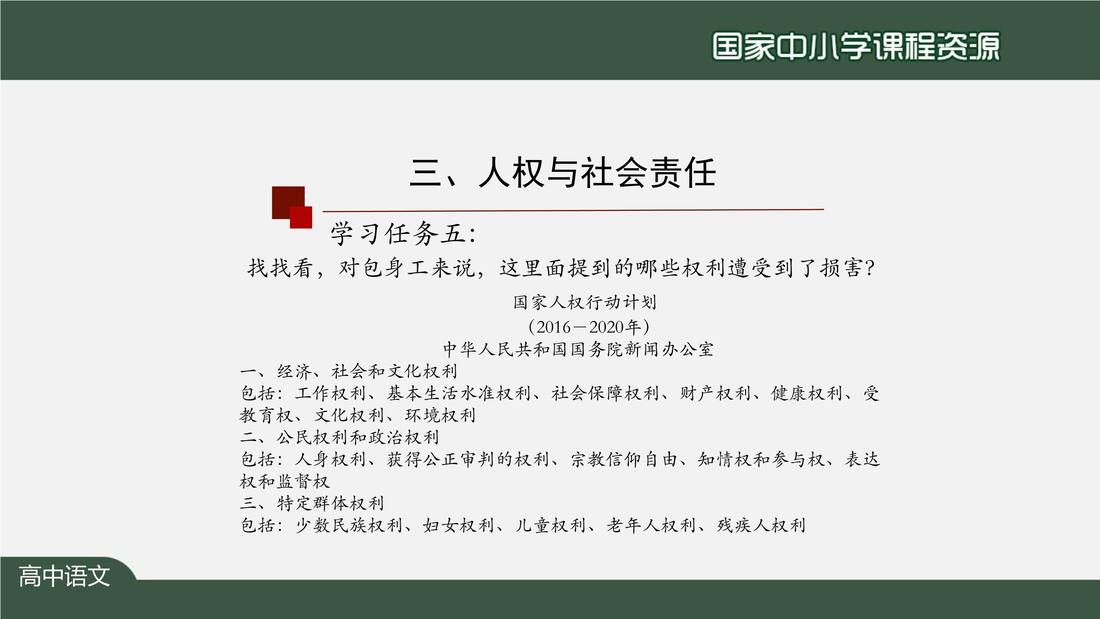 国家中小学课程资源
三、人权与社会责任
学习任务五：
找找看，对包身工来说，这里面提到的哪些权利遭受到了损害？
国家人权行动计划
（2016－2020年）
中华人民共和国国务院新闻办公室
一、经济、社会和文化权利
包括：工作权利、基本生活水准权利、社会保障权利、财产权利、健康权利、受
教育权、文化权利、环境权利
二、公民权利和政治权利
包括：人身权利、获得公正审判的权利、宗教信仰自由、知情权和参与权、表达
权和监督权
三、特定群体权利
包括：少数民族权利、妇女权利、儿童权利、老年人权利、残疾人权利
高中语文